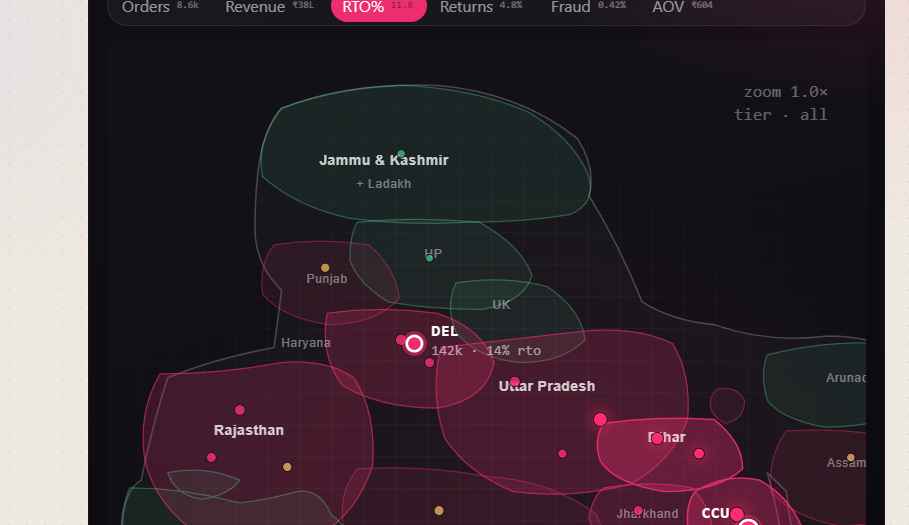 Orders 8.6k Revenue ₹38L RTO% 11.8 Returns 4.8% Fraud 0.42% AOV ₹604
zoom 1.0×
tier · all
Jammu & Kashmir
+ Ladakh
HP
Punjab
UK
DEL
Haryana
142k · 14% rto
Uttar Pradesh
Arunac
Rajasthan
Bihar
Assam
Jharkhand
CCU